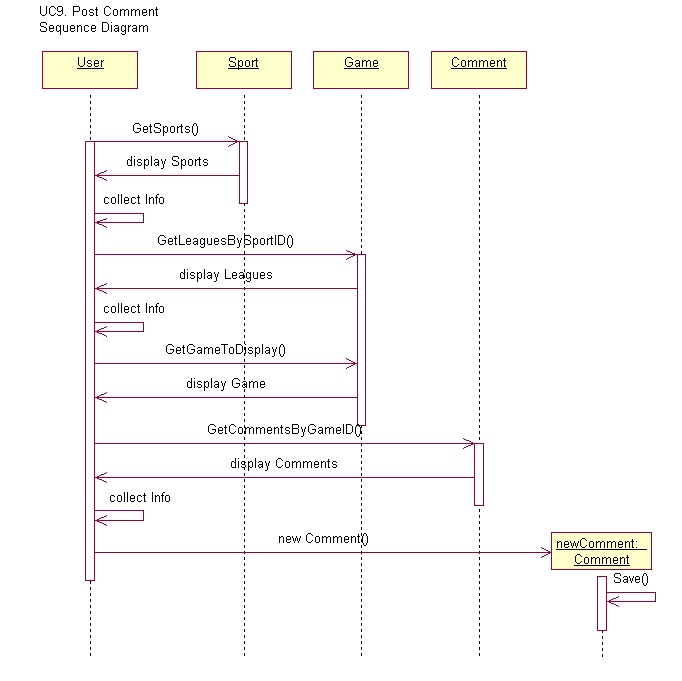 UC9. Post Comment
Sequence Diagram
User
Sport
Game
Comment
GetSports()
display Sports
collect Info
GetLeaguesBySportID()
display Leagues
collect Info
GetGameToDisplay()
display Game
GetCommentsByGameID()
display Comments
collect Info
new Comment()
newComment:
Comment
Save()